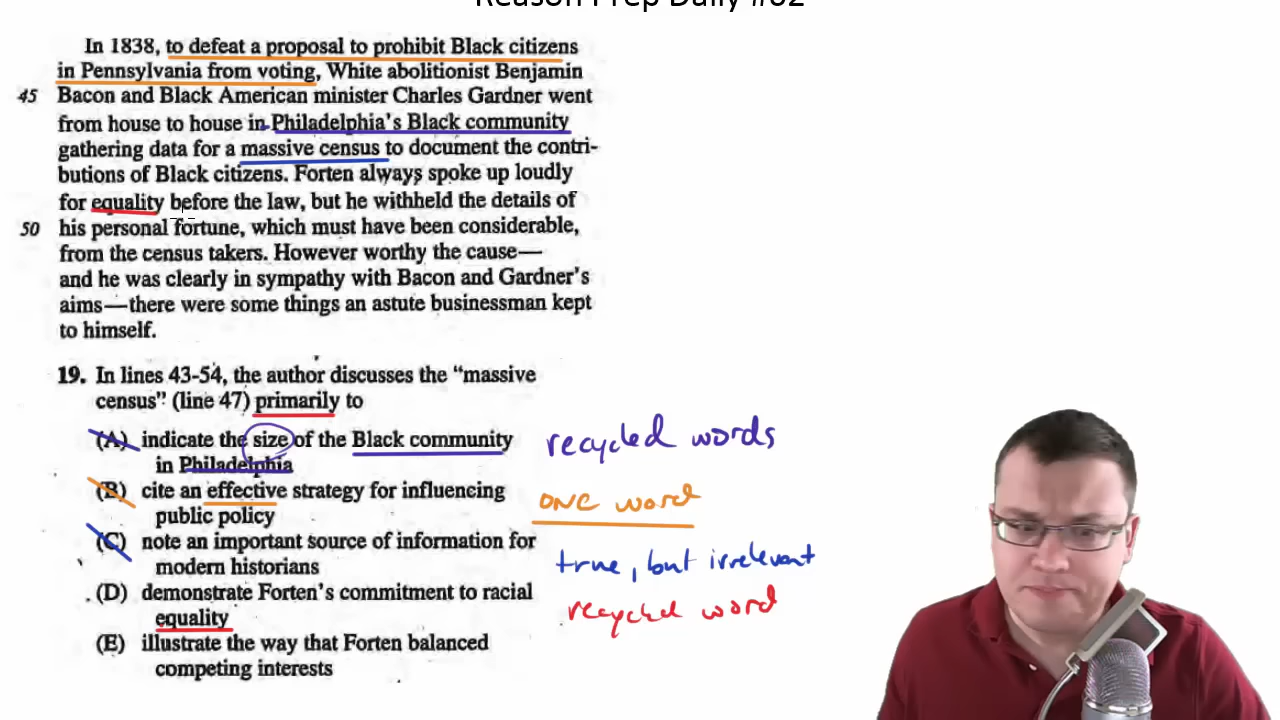 Reason Prep Daily #62
In 1838, to defeat a proposal to prohibit Black citizens
in Pennsylvania from voting, White abolitionist Benjamin
45 Bacon and Black American minister Charles Gardner went
from house to house in Philadelphia's Black community
gathering data for a massive census to document the contri-
butions of Black citizens. Forten always spoke up loudly
for equality before the law, but he withheld the details of
50 his personal fortune, which must have been considerable,
from the census takers. However worthy the cause—
and he was clearly in sympathy with Bacon and Gardner's
aims—there were some things an astute businessman kept
to himself.
19. In lines 43-54, the author discusses the "massive
census" (line 47) primarily to
(A) indicate the size of the Black community
in Philadelphia
recycled words
(B) cite an effective strategy for influencing
public policy
one word
(C) note an important source of information for
modern historians
true, but irrelevant
(D) demonstrate Forten's commitment to racial
equality
recycled word
(E) illustrate the way that Forten balanced
competing interests